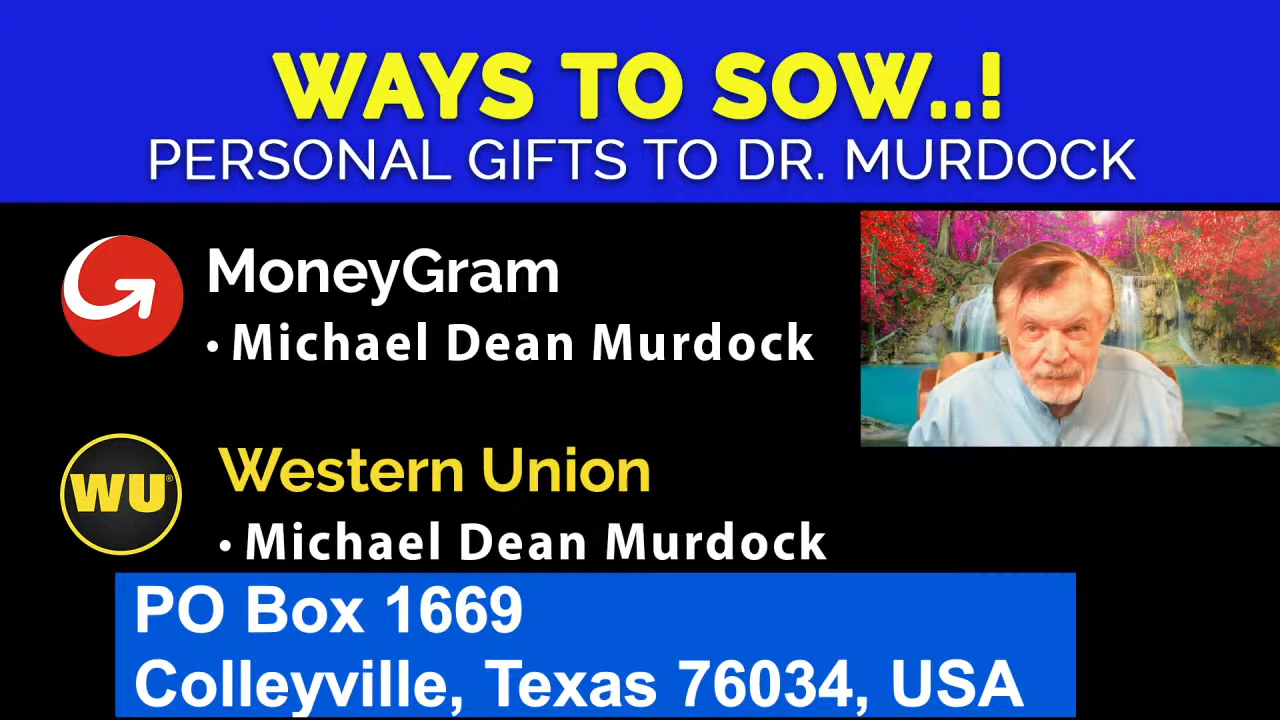 WAYS TO SOW..!
PERSONAL GIFTS TO DR. MURDOCK
MoneyGram
• Michael Dean Murdock
WU®
Western Union
• Michael Dean Murdock
PO Box 1669
Colleyville, Texas 76034, USA